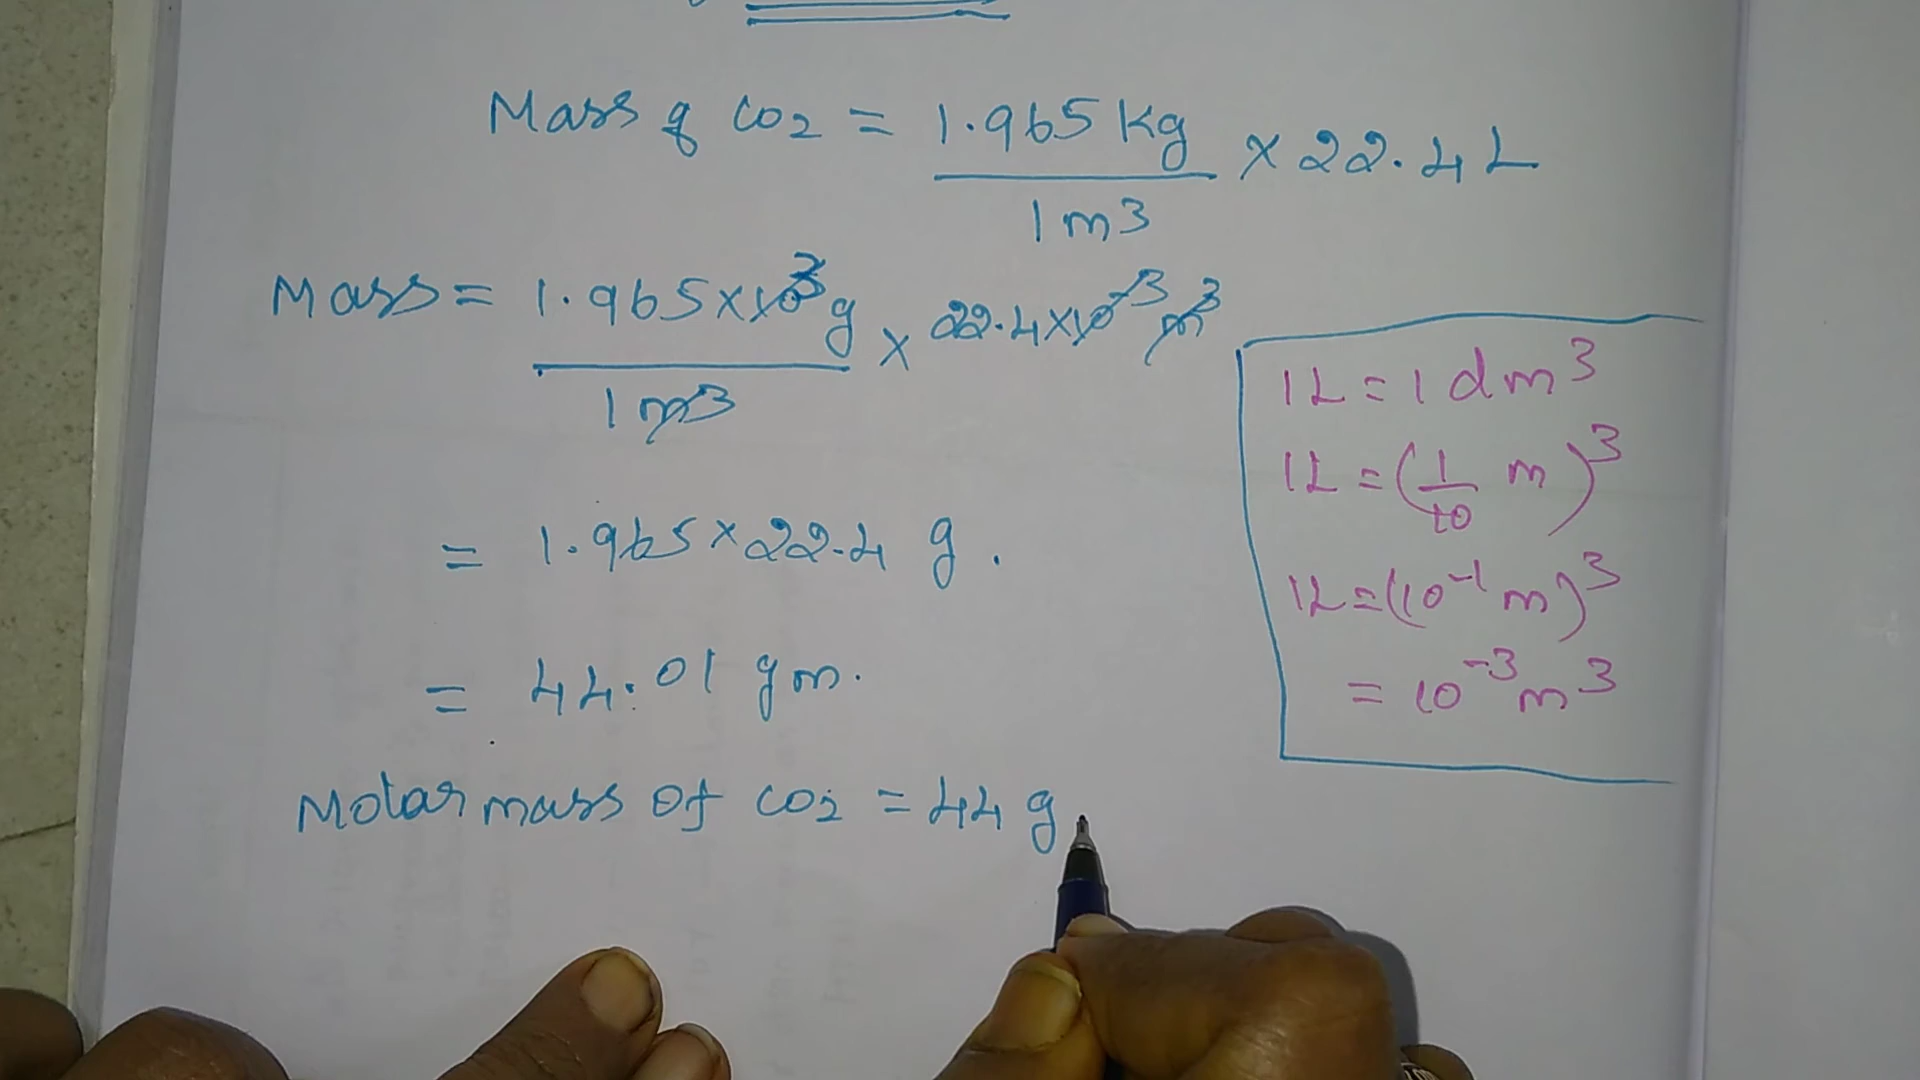 Mass of CO2 = 1.965 Kg / 1 m3 × 22.4 L
Mass = 1.965×10³ g / 1 m3 × 22.4×10⁻³ m³
= 1.965×22.4 g.
= 44.01 gm.
Molar mass of CO2 = 44 g
1L = 1 dm³
1L = (1/10 m)³
1L = (10⁻¹ m)³
= 10⁻³ m³